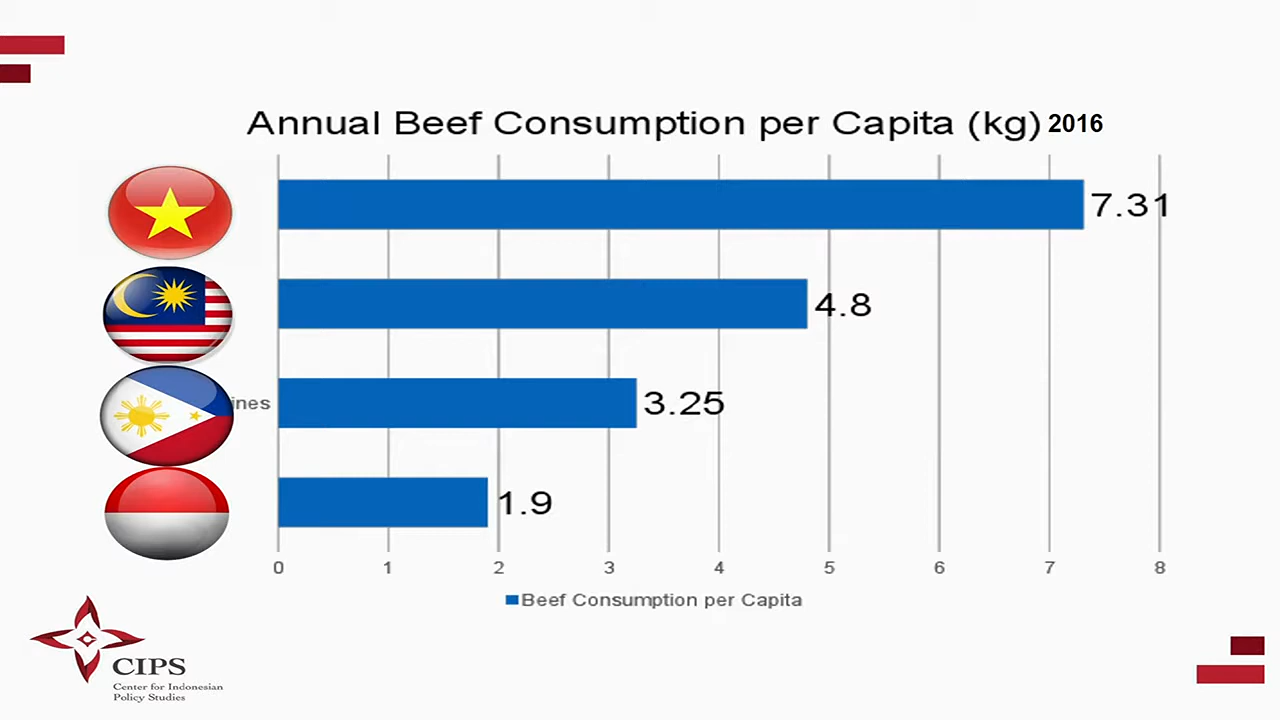 Annual Beef Consumption per Capita (kg) 2016
7.31
4.8
ines
3.25
1.9
0 1 2 3 4 5 6 7 8
Beef Consumption per Capita
CIPS
Center for Indonesian
Policy Studies